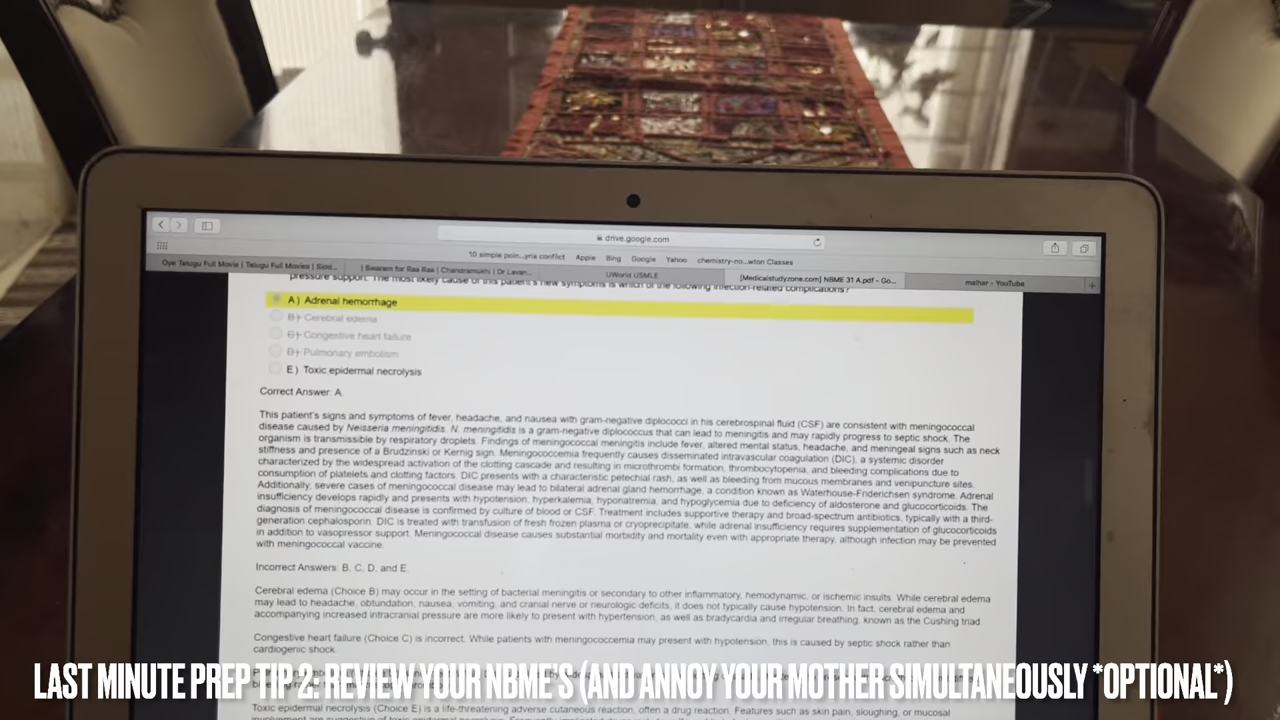 drive.google.com
10 simple poin...yria conflict Apple Bing Google Yahoo chemistry-no...wton Classes
Oye Telugu Full Movie | Telugu Full Movies | Sidd... | Swaram for Raa Raa | Chandramukhi | Dr Lavan... UWorld USMLE [Medicalstudyzone.com] NBME 31 A.pdf - Go... malhar - YouTube
pressure support. The most likely cause of this patient's new symptoms is which of the following infection-related complications?
A) Adrenal hemorrhage
B) Cerebral edema
C) Congestive heart failure
D) Pulmonary embolism
E) Toxic epidermal necrolysis
Correct Answer: A.
This patient's signs and symptoms of fever, headache, and nausea with gram-negative diplococci in his cerebrospinal fluid (CSF) are consistent with meningococcal
disease caused by Neisseria meningitidis. N. meningitidis is a gram-negative diplococcus that can lead to meningitis and may rapidly progress to septic shock. The
organism is transmissible by respiratory droplets. Findings of meningococcal meningitis include fever, altered mental status, headache, and meningeal signs such as neck
stiffness and presence of a Brudzinski or Kernig sign. Meningococcemia frequently causes disseminated intravascular coagulation (DIC), a systemic disorder
characterized by the widespread activation of the clotting cascade and resulting in microthrombi formation, thrombocytopenia, and bleeding complications due to
consumption of platelets and clotting factors. DIC presents with a characteristic petechial rash, as well as bleeding from mucous membranes and venipuncture sites.
Additionally, severe cases of meningococcal disease may lead to bilateral adrenal gland hemorrhage, a condition known as Waterhouse-Friderichsen syndrome. Adrenal
insufficiency develops rapidly and presents with hypotension, hyperkalemia, hyponatremia, and hypoglycemia due to deficiency of aldosterone and glucocorticoids. The
diagnosis of meningococcal disease is confirmed by culture of blood or CSF. Treatment includes supportive therapy and broad-spectrum antibiotics, typically with a third-
generation cephalosporin. DIC is treated with transfusion of fresh frozen plasma or cryoprecipitate, while adrenal insufficiency requires supplementation of glucocorticoids
in addition to vasopressor support. Meningococcal disease causes substantial morbidity and mortality even with appropriate therapy, although infection may be prevented
with meningococcal vaccine.
Incorrect Answers: B, C, D, and E.
Cerebral edema (Choice B) may occur in the setting of bacterial meningitis or secondary to other inflammatory, hemodynamic, or ischemic insults. While cerebral edema
may lead to headache, obtundation, nausea, vomiting, and cranial nerve or neurologic deficits, it does not typically cause hypotension. In fact, cerebral edema and
accompanying increased intracranial pressure are more likely to present with hypertension, as well as bradycardia and irregular breathing, known as the Cushing triad
Congestive heart failure (Choice C) is incorrect. While patients with meningococcemia may present with hypotension, this is caused by septic shock rather than
cardiogenic shock.
LAST MINUTE PREP TIP 2: REVIEW YOUR NBME'S (AND ANNOY YOUR MOTHER SIMULTANEOUSLY *OPTIONAL*)
Toxic epidermal necrolysis (Choice E) is a life-threatening adverse cutaneous reaction, often a drug reaction. Features such as skin pain, sloughing, or mucosal